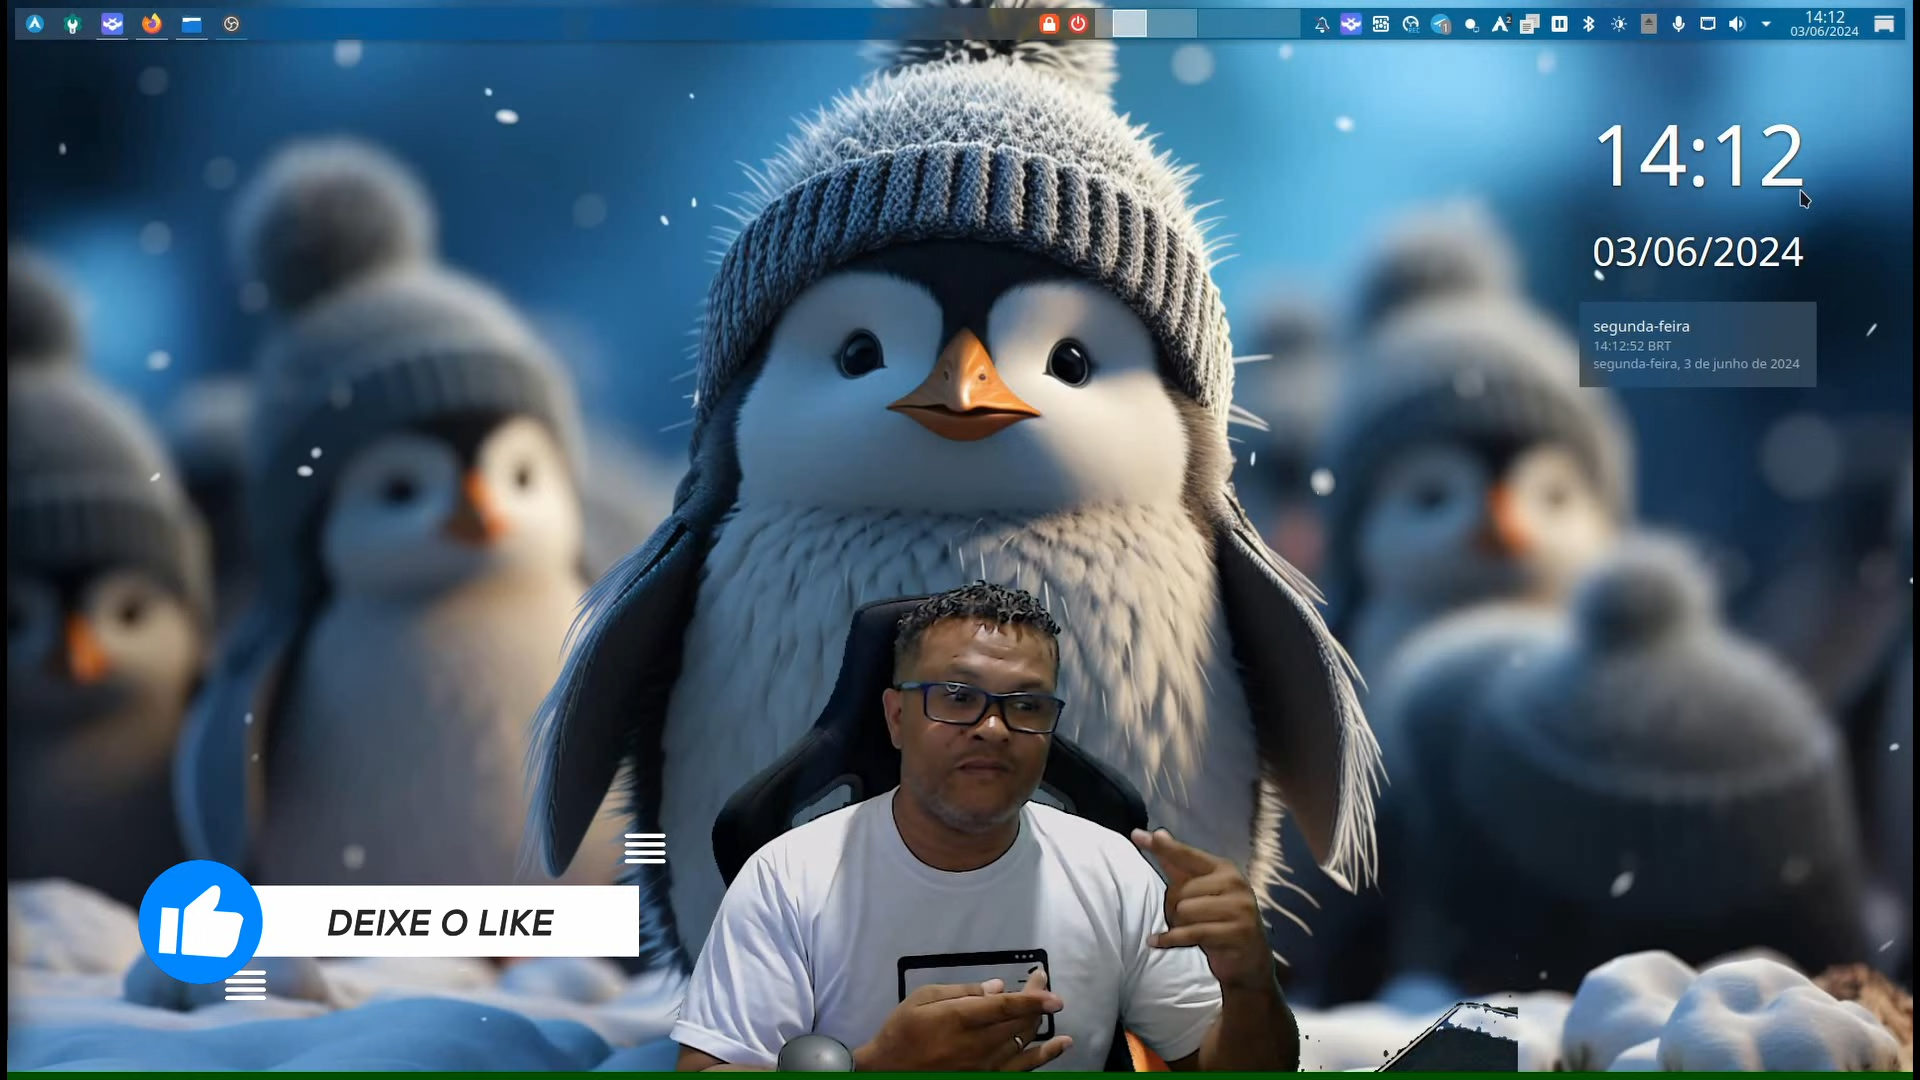 14:12
03/06/2024
14:12
03/06/2024
segunda-feira
14:12:52 BRT
segunda-feira, 3 de junho de 2024
DEIXE O LIKE